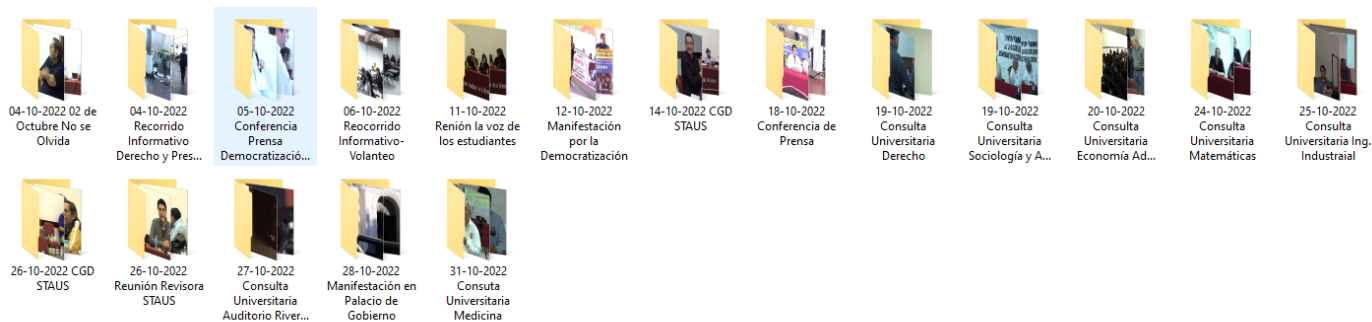 04-10-2022 02 de
Octubre No se
Olvida
04-10-2022
Recorrido
Informativo
Derecho y Pres...
05-10-2022
Conferencia
Prensa
Democratizació...
06-10-2022
Reocorrido
Informativo-
Volanteo
11-10-2022
Renión la voz de
los estudiantes
12-10-2022
Manifestación
por la
Democratización
14-10-2022 CGD
STAUS
18-10-2022
Conferencia de
Prensa
19-10-2022
Consulta
Universitaria
Derecho
19-10-2022
Consulta
Universitaria
Sociología y A...
20-10-2022
Consulta
Universitaria
Economía Ad...
24-10-2022
Consulta
Universitaria
Matemáticas
25-10-2022
Consulta
Universitaria Ing.
Industraial
26-10-2022 CGD
STAUS
26-10-2022
Reunión Revisora
STAUS
27-10-2022
Consulta
Universitaria
Auditorio River...
28-10-2022
Manifestación en
Palacio de
Gobierno
31-10-2022
Consuta
Universitaria
Medicina